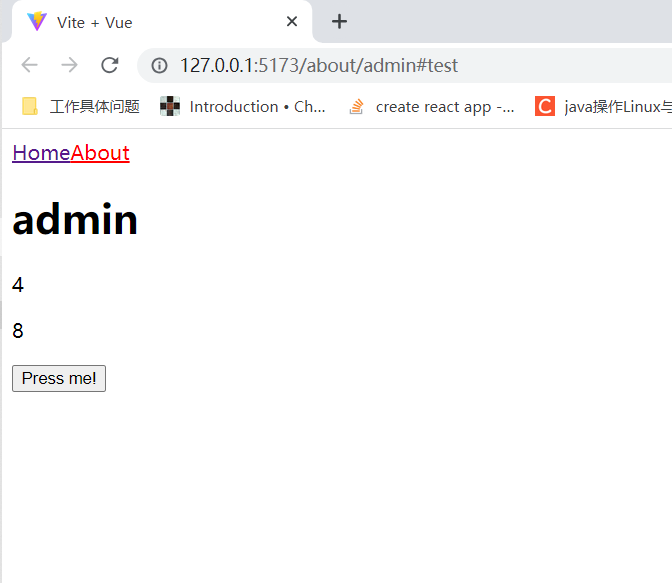 Vite + Vue
127.0.0.1:5173/about/admin#test
工作具体问题 Introduction • Ch... create react app -... java操作Linux与
HomeAbout
admin
4
8
Press me!